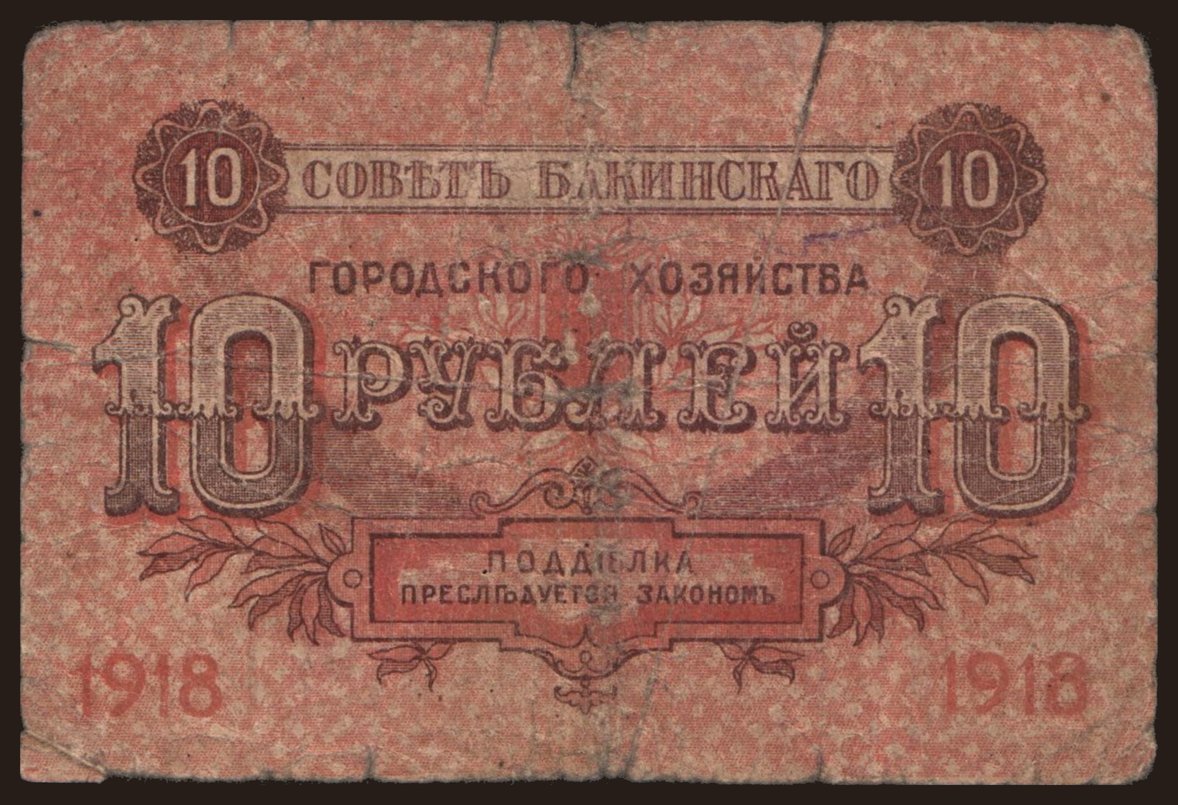 10 СОВѢТЪ БАКИНСКАГО 10
ГОРОДСКОГО ХОЗЯЙСТВА
10 РУБЛЕЙ 10
ПОДДѢЛКА
ПРЕСЛѢДУЕТСЯ ЗАКОНОМЪ
1918 1918